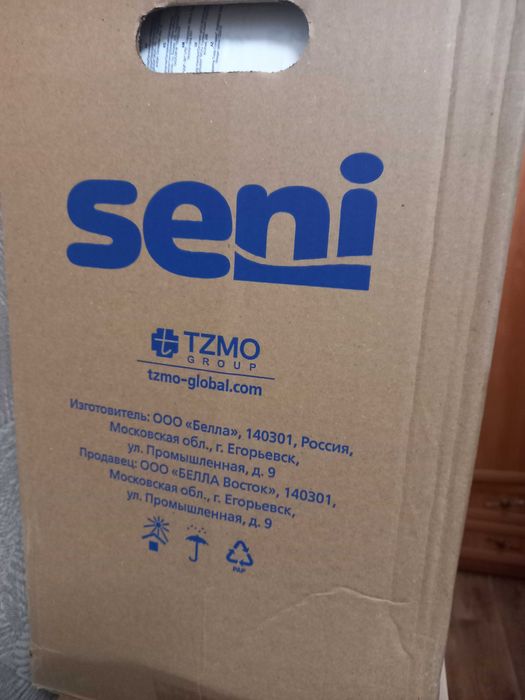 seni
TZMO
GROUP
tzmo-global.com
Изготовитель: ООО «Белла», 140301, Россия,
Московская обл., г. Егорьевск,
ул. Промышленная, д. 9
Продавец: ООО «БЕЛЛА Восток», 140301,
Московская обл., г. Егорьевск,
ул. Промышленная, д. 9
PAP